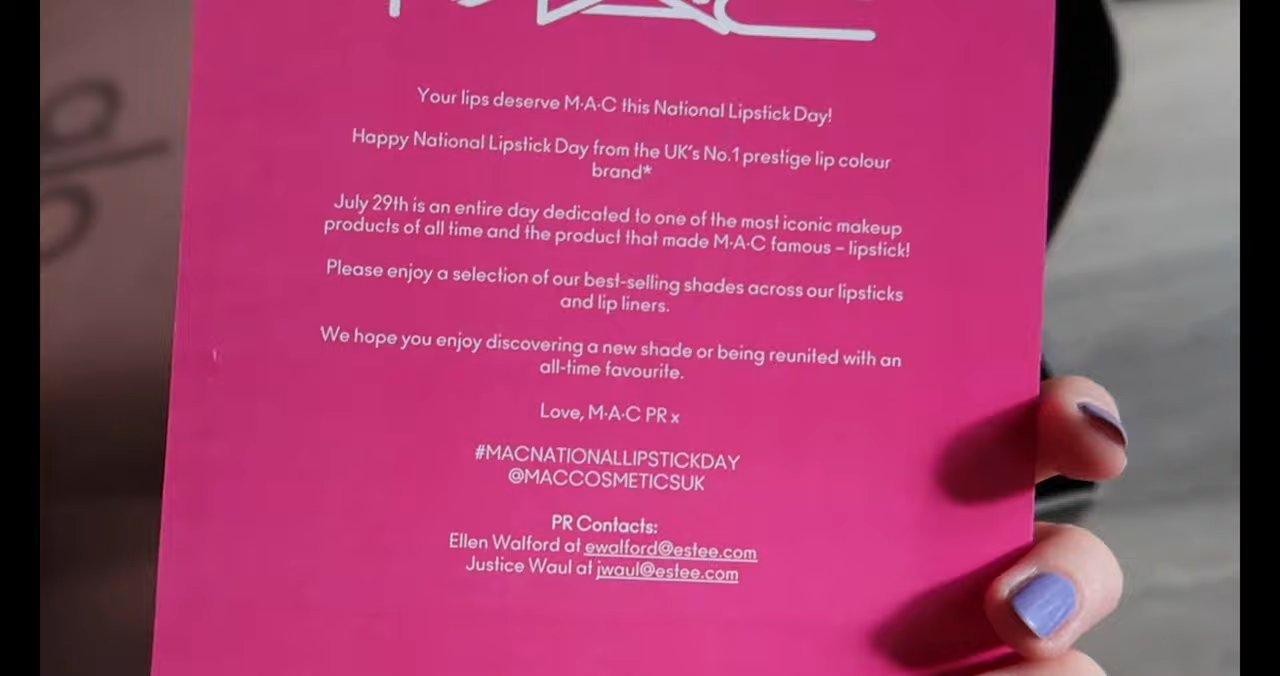 Your lips deserve M·A·C this National Lipstick Day!
Happy National Lipstick Day from the UK's No.1 prestige lip colour
brand*
July 29th is an entire day dedicated to one of the most iconic makeup
products of all time and the product that made M·A·C famous – lipstick!
Please enjoy a selection of our best-selling shades across our lipsticks
and lip liners.
We hope you enjoy discovering a new shade or being reunited with an
all-time favourite.
Love, M·A·C PR x
#MACNATIONALLIPSTICKDAY
@MACCOSMETICSUK
PR Contacts:
Ellen Walford at ewalford@estee.com
Justice Waul at jwaul@estee.com